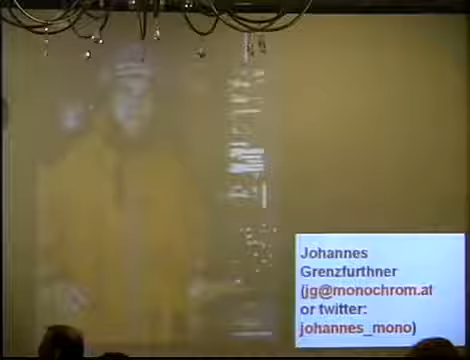 Johannes
Grenzfurthner
(jg@monochrom.at
or twitter:
johannes_mono)